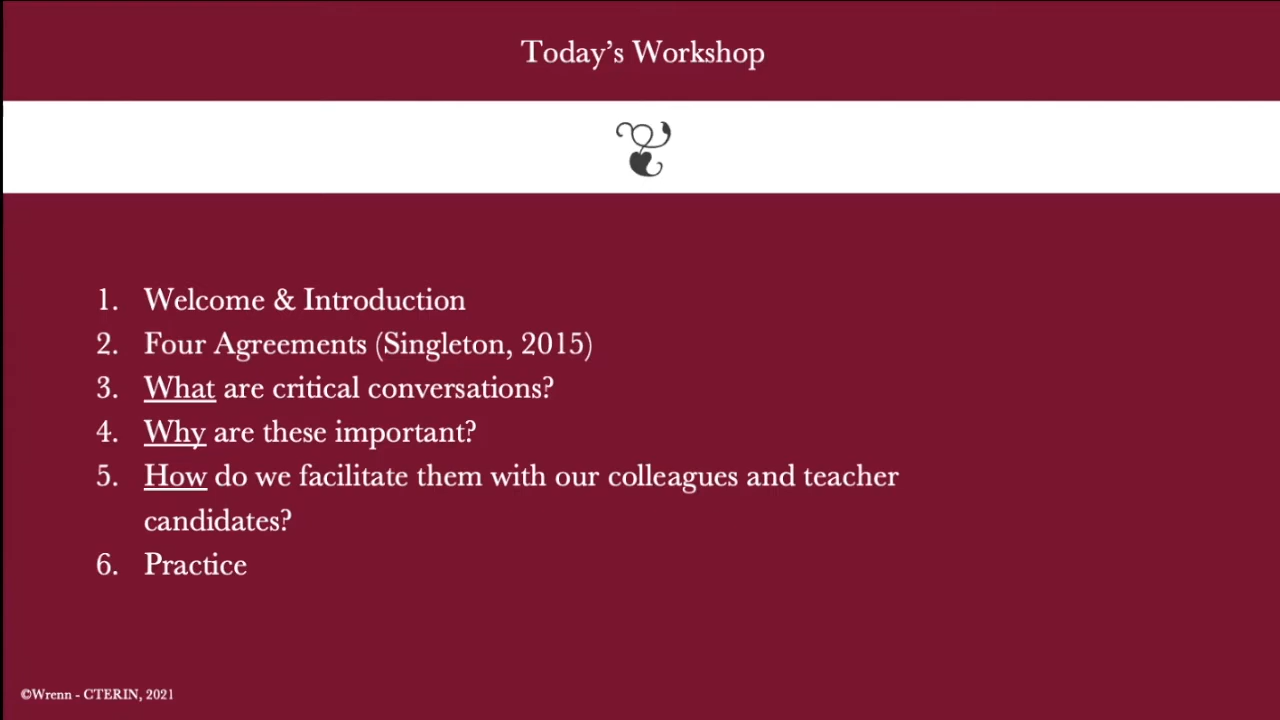 Today’s Workshop
1. Welcome & Introduction
2. Four Agreements (Singleton, 2015)
3. What are critical conversations?
4. Why are these important?
5. How do we facilitate them with our colleagues and teacher
candidates?
6. Practice
©Wrenn - CTERIN, 2021